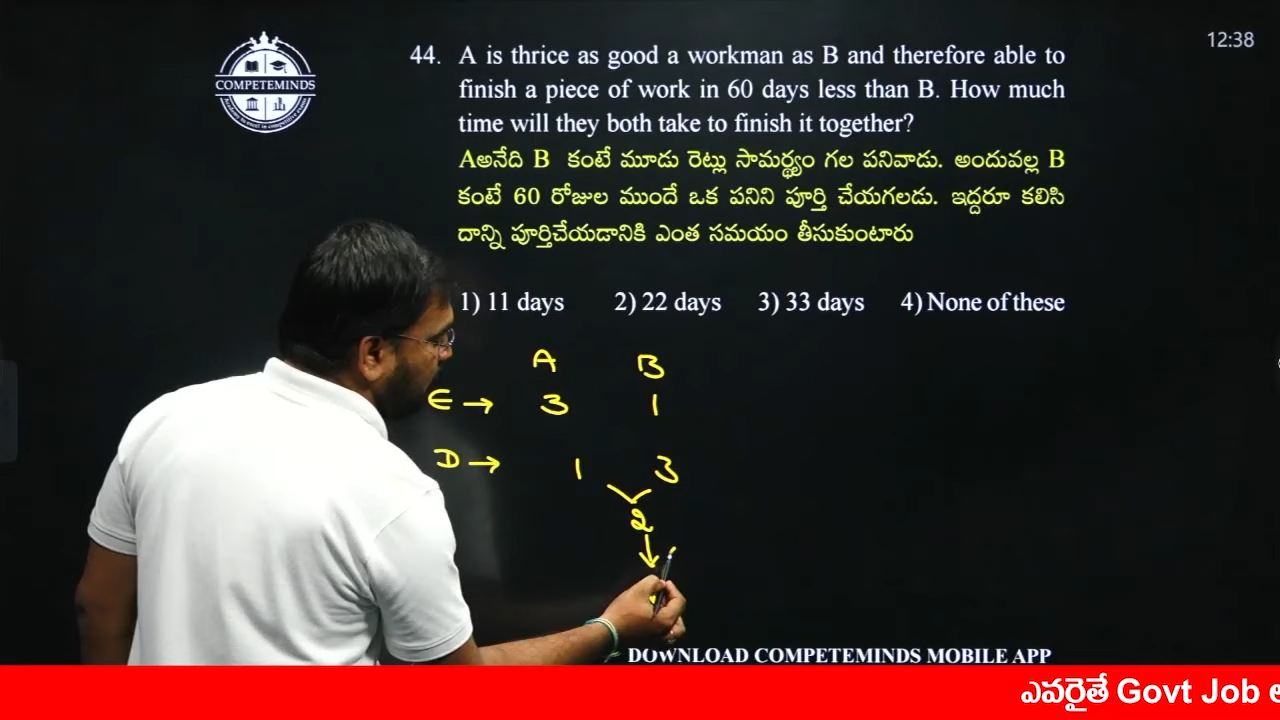 12:38
COMPETEMINDS
44. A is thrice as good a workman as B and therefore able to
finish a piece of work in 60 days less than B. How much
time will they both take to finish it together?
Aఅనేది B కంటే మూడు రెట్లు సామర్థ్యం గల పనివాడు. అందువల్ల B
కంటే 60 రోజుల ముందే ఒక పనిని పూర్తి చేయగలడు. ఇద్దరూ కలిసి
దాన్ని పూర్తిచేయడానికి ఎంత సమయం తీసుకుంటారు
1) 11 days 2) 22 days 3) 33 days 4) None of these
A B
E → 3 1
D → 1 3
2
DOWNLOAD COMPETEMINDS MOBILE APP
ఎవరైతే Govt Job